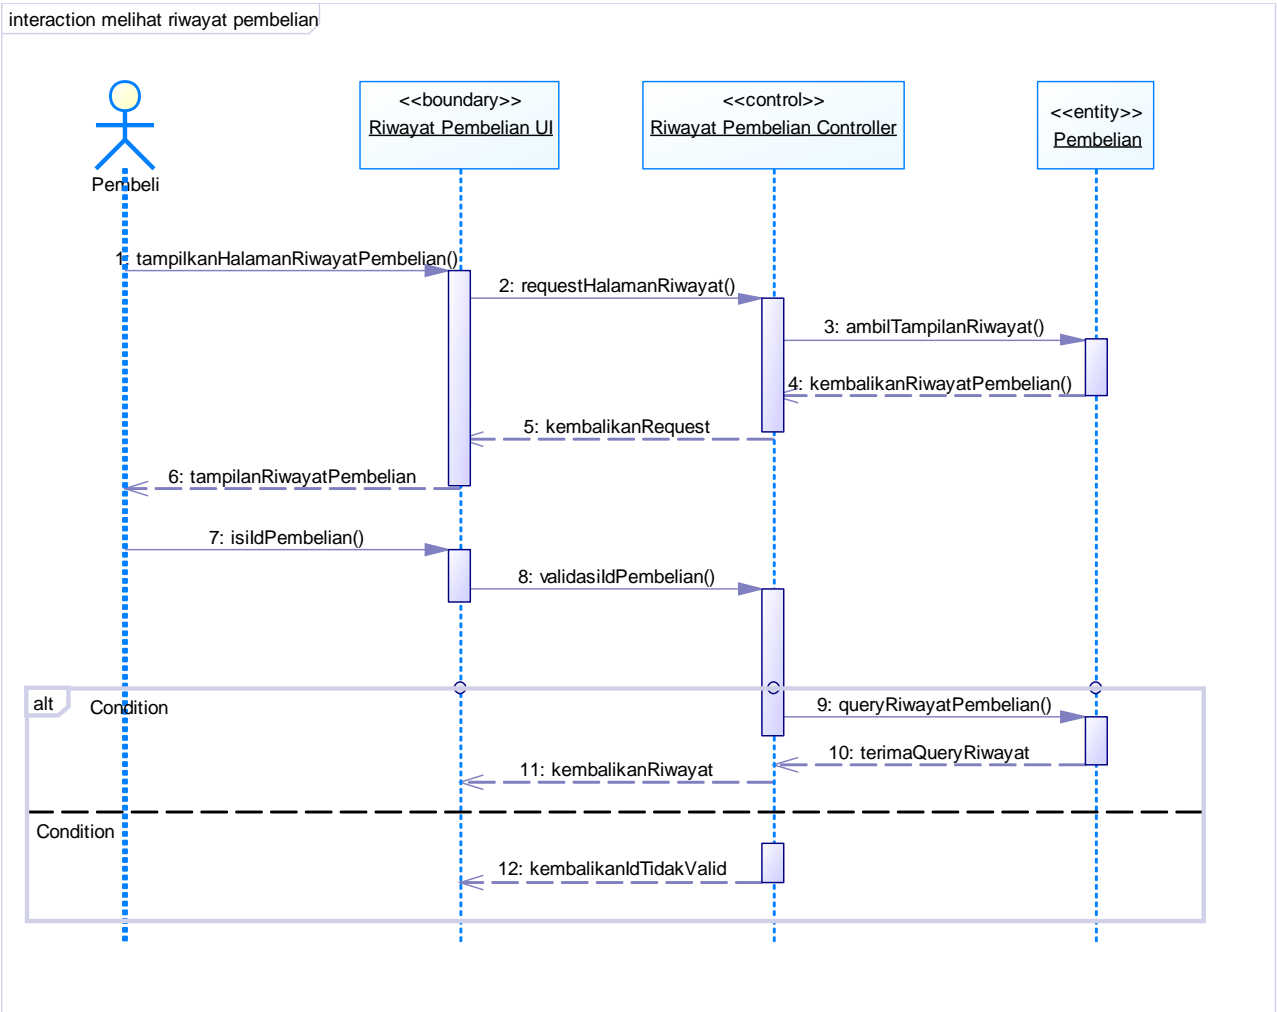 interaction melihat riwayat pembelian
<<boundary>>
Riwayat Pembelian UI
<<control>>
Riwayat Pembelian Controller
<<entity>>
Pembelian
Pembeli
1: tampilkanHalamanRiwayatPembelian()
2: requestHalamanRiwayat()
3: ambilTampilanRiwayat()
4: kembalikanRiwayatPembelian()
5: kembalikanRequest
6: tampilanRiwayatPembelian
7: isiIdPembelian()
8: validasiIdPembelian()
alt
Condition
9: queryRiwayatPembelian()
10: terimaQueryRiwayat
11: kembalikanRiwayat
Condition
12: kembalikanIdTidakValid